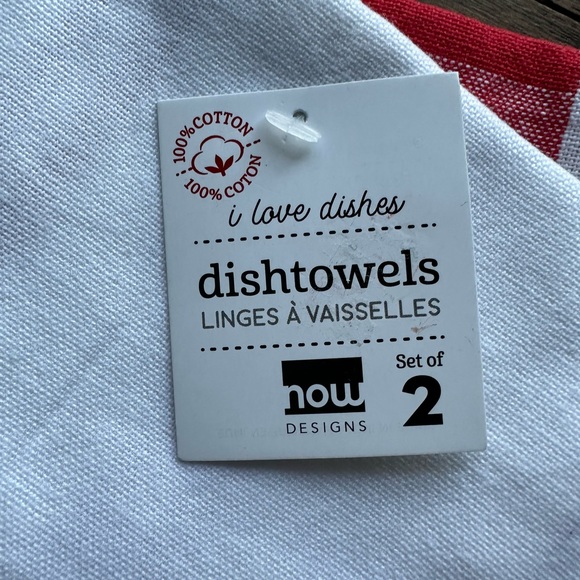 100% COTTON
100% COTON
i love dishes
dishtowels
LINGES À VAISSELLES
now
DESIGNS
Set of
2